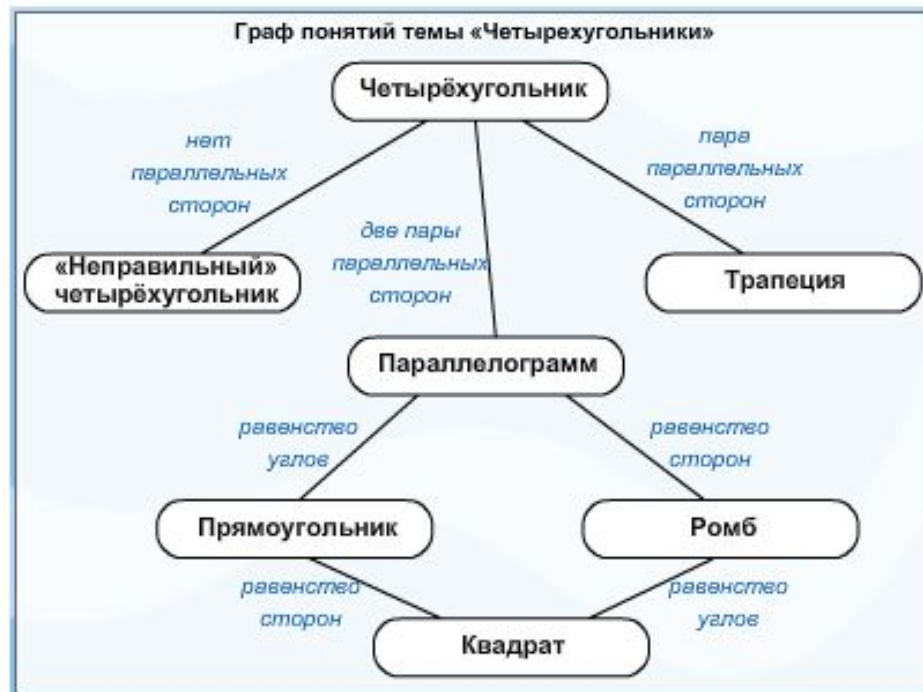 Граф понятий темы «Четырехугольники»
Четырёхугольник
нет
параллельных
сторон
пара
параллельных
сторон
две пары
параллельных
сторон
«Неправильный»
четырёхугольник
Трапеция
Параллелограмм
равенство
углов
равенство
сторон
Прямоугольник
Ромб
равенство
сторон
равенство
углов
Квадрат